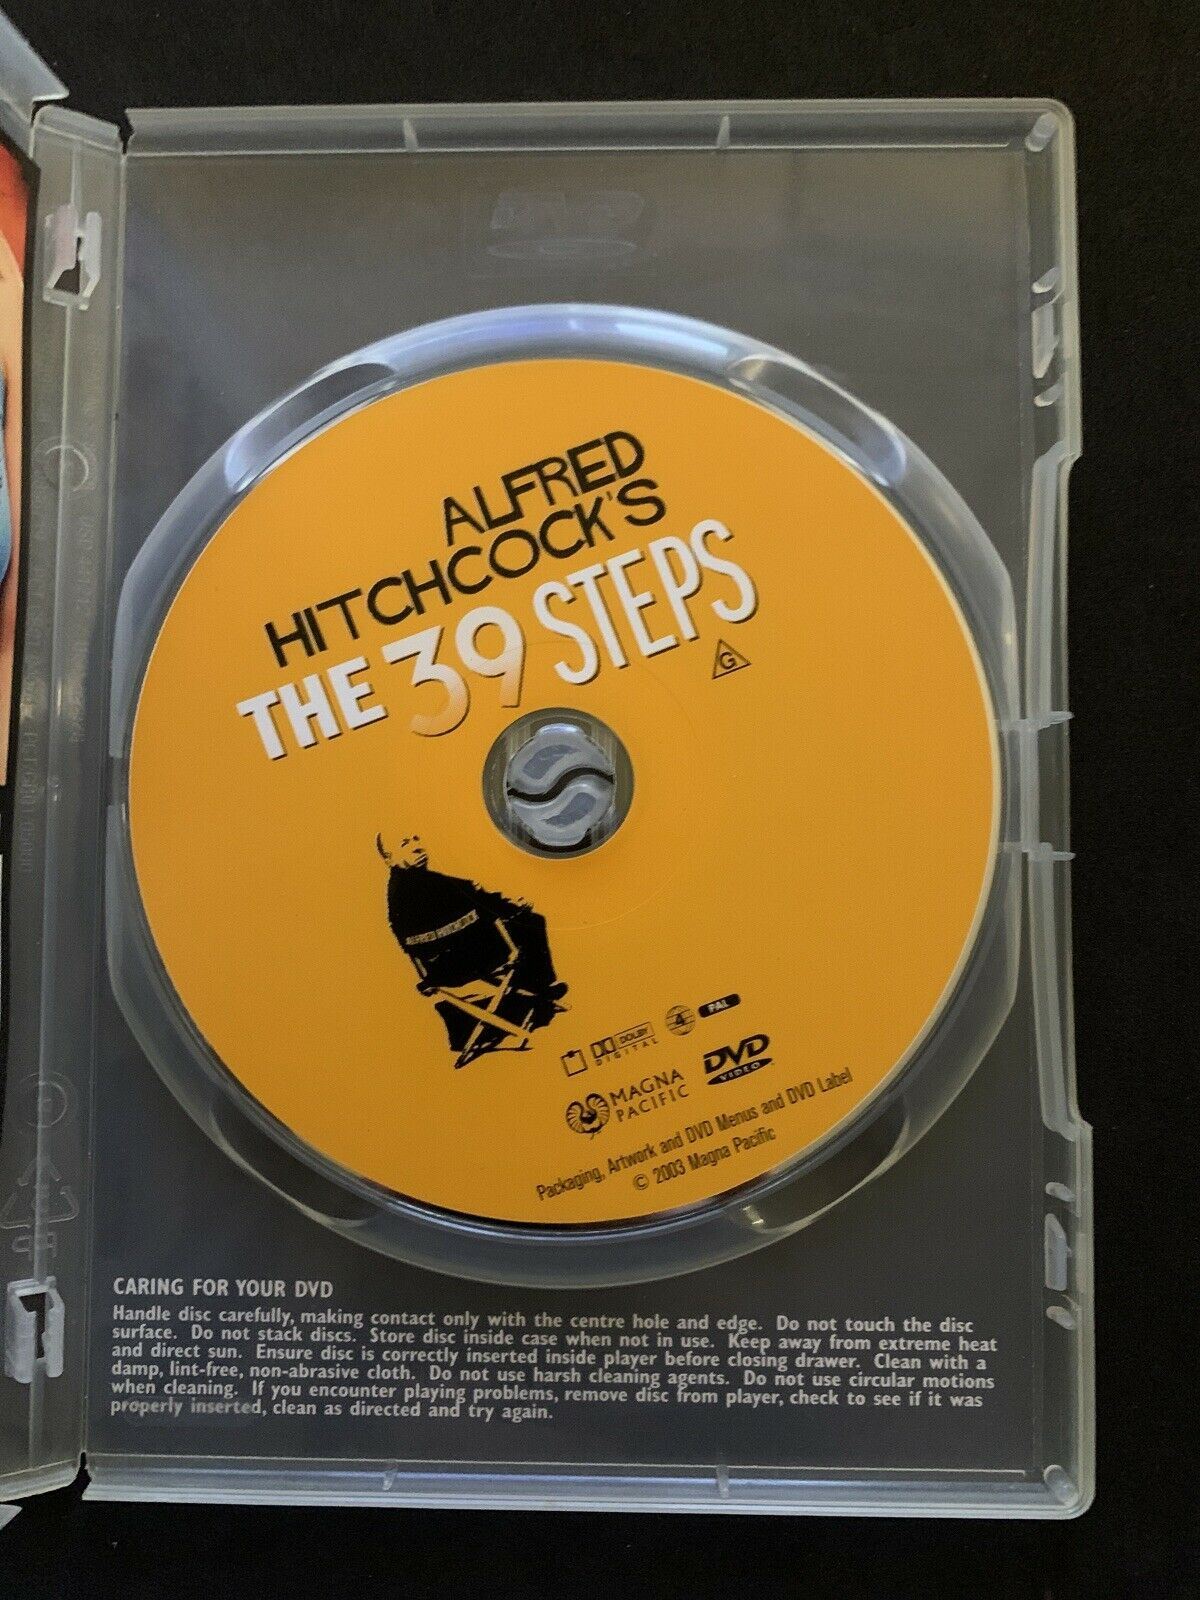 DVD
ALFRED
HITCHCOCK'S
THE 39 STEPS
G
ALFRED HITCHCOCK
DOLBY
DIGITAL
4
PAL
MAGNA
PACIFIC
DVD
VIDEO
Packaging, Artwork and DVD Menus and DVD Label
© 2003 Magna Pacific
CARING FOR YOUR DVD
Handle disc carefully, making contact only with the centre hole and edge. Do not touch the disc
surface. Do not stack discs. Store disc inside case when not in use. Keep away from extreme heat
and direct sun. Ensure disc is correctly inserted inside player before closing drawer. Clean with a
damp, lint-free, non-abrasive cloth. Do not use harsh cleaning agents. Do not use circular motions
when cleaning. If you encounter playing problems, remove disc from player, check to see if it was
properly inserted, clean as directed and try again.